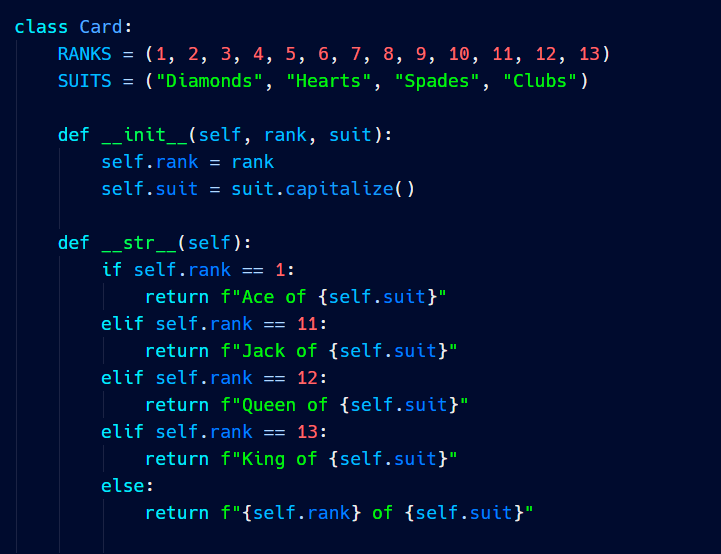 class Card:
    RANKS = (1, 2, 3, 4, 5, 6, 7, 8, 9, 10, 11, 12, 13)
    SUITS = ("Diamonds", "Hearts", "Spades", "Clubs")

    def __init__(self, rank, suit):
        self.rank = rank
        self.suit = suit.capitalize()

    def __str__(self):
        if self.rank == 1:
            return f"Ace of {self.suit}"
        elif self.rank == 11:
            return f"Jack of {self.suit}"
        elif self.rank == 12:
            return f"Queen of {self.suit}"
        elif self.rank == 13:
            return f"King of {self.suit}"
        else:
            return f"{self.rank} of {self.suit}"